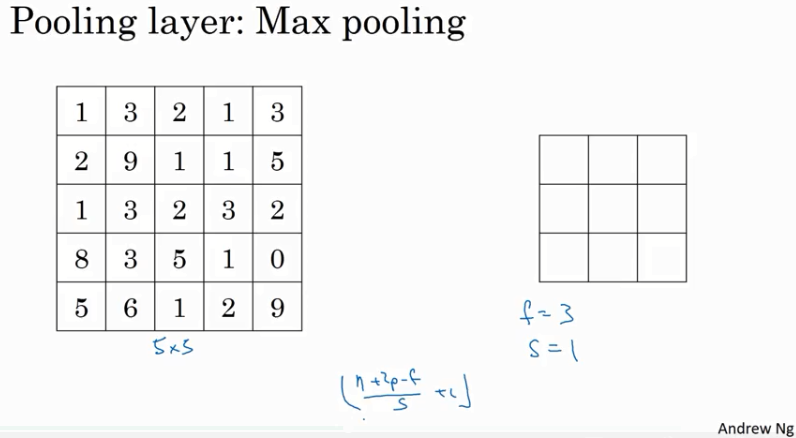 Pooling layer: Max pooling
1 3 2 1 3
2 9 1 1 5
1 3 2 3 2
8 3 5 1 0
5 6 1 2 9
5×5
f = 3
s = 1
⌊(n+2p-f)/s +1⌋
Andrew Ng